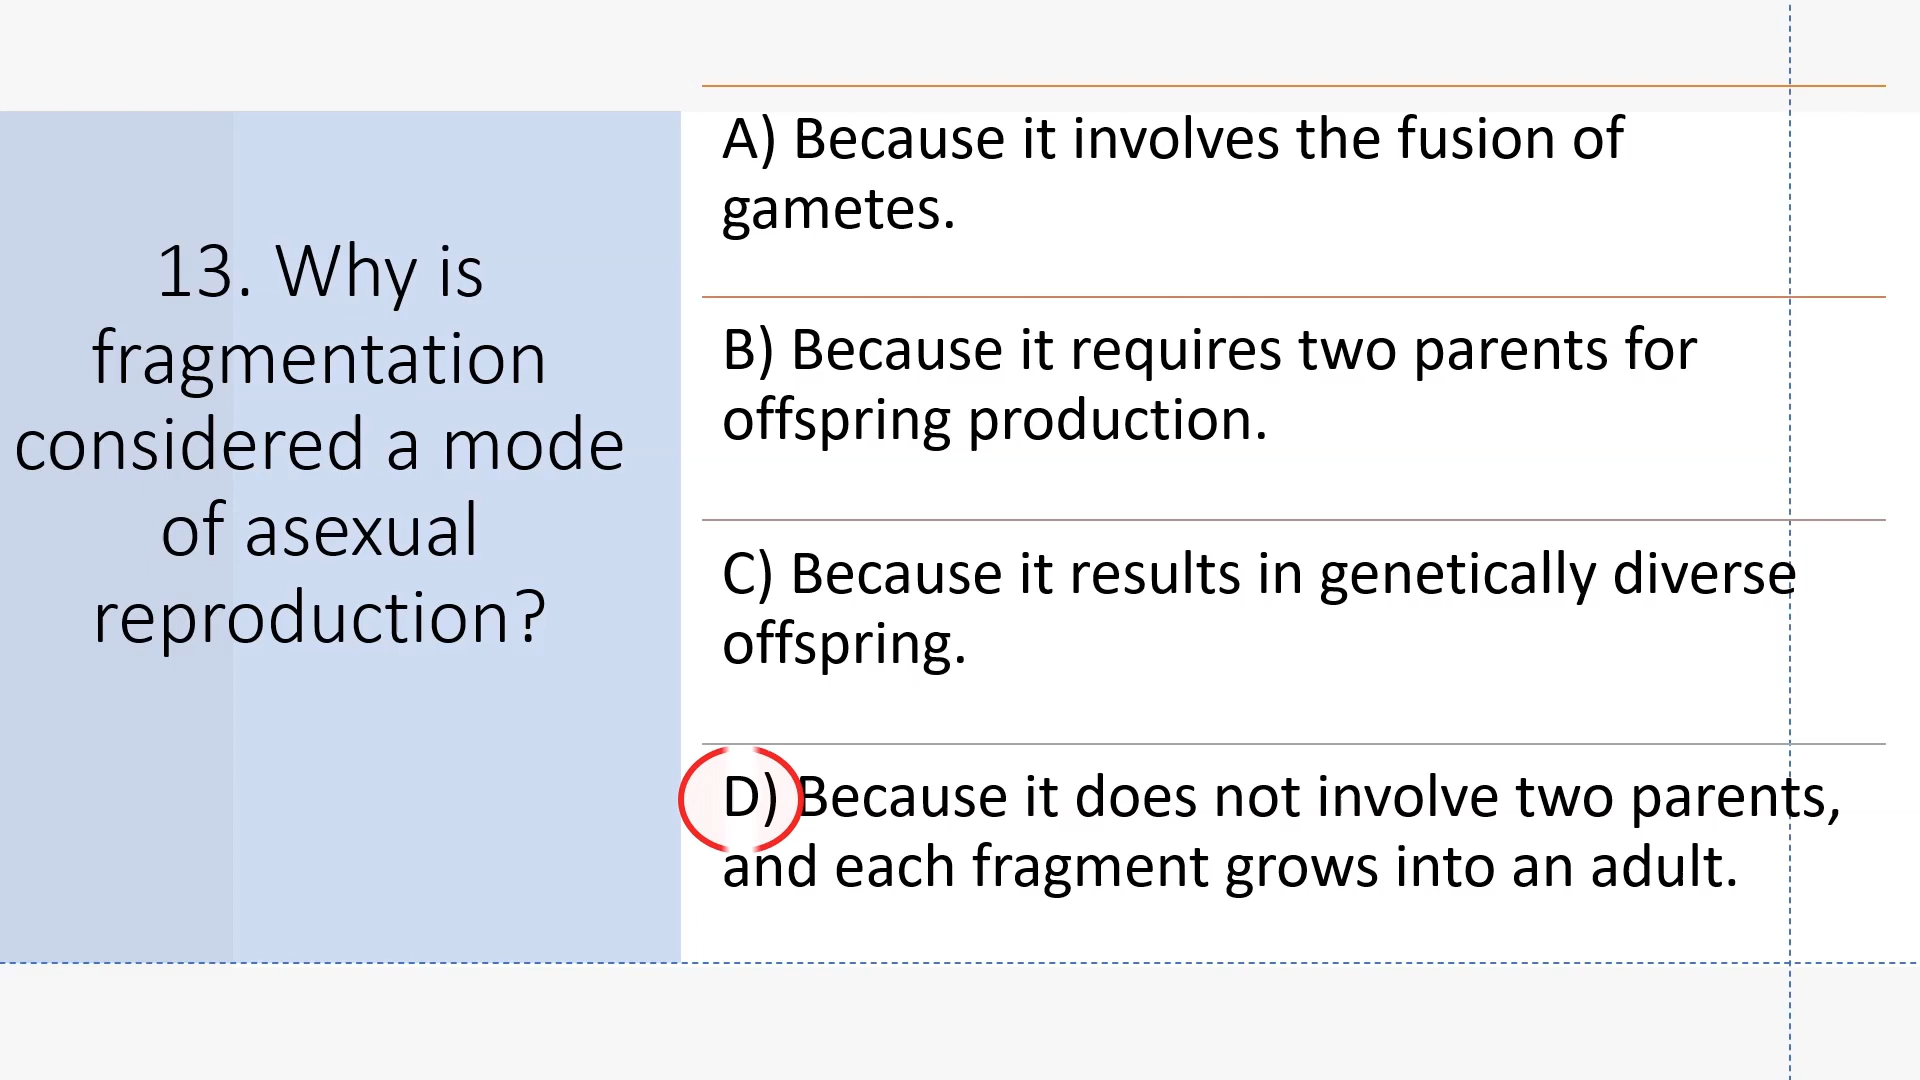 13. Why is
fragmentation
considered a mode
of asexual
reproduction?
A) Because it involves the fusion of
gametes.
B) Because it requires two parents for
offspring production.
C) Because it results in genetically diverse
offspring.
D) Because it does not involve two parents,
and each fragment grows into an adult.